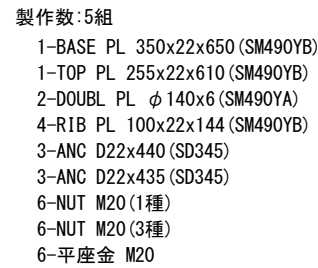 製作数:5組
1-BASE PL 350x22x650(SM490YB)
1-TOP PL 255x22x610(SM490YB)
2-DOUBL PL φ140x6(SM490YA)
4-RIB PL 100x22x144(SM490YB)
3-ANC D22x440(SD345)
3-ANC D22x435(SD345)
6-NUT M20(1種)
6-NUT M20(3種)
6-平座金 M20